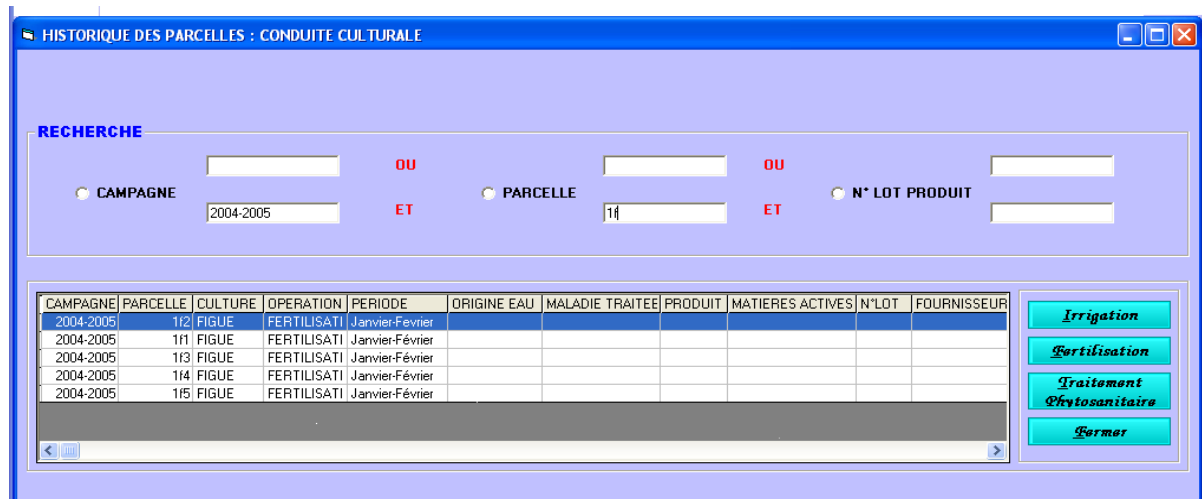 HISTORIQUE DES PARCELLES : CONDUITE CULTURALE
RECHERCHE
OU OU
CAMPAGNE PARCELLE N° LOT PRODUIT
2004-2005 ET 1f ET
CAMPAGNE PARCELLE CULTURE OPERATION PERIODE ORIGINE EAU MALADIE TRAITEE PRODUIT MATIERES ACTIVES N°LOT FOURNISSEUR
2004-2005 1f2 FIGUE FERTILISATI Janvier-Fevrier
2004-2005 1f1 FIGUE FERTILISATI Janvier-Février
2004-2005 1f3 FIGUE FERTILISATI Janvier-Février
2004-2005 1f4 FIGUE FERTILISATI Janvier-Février
2004-2005 1f5 FIGUE FERTILISATI Janvier-Février
Irrigation
Fertilisation
Traitement
Phytosanitaire
Fermer